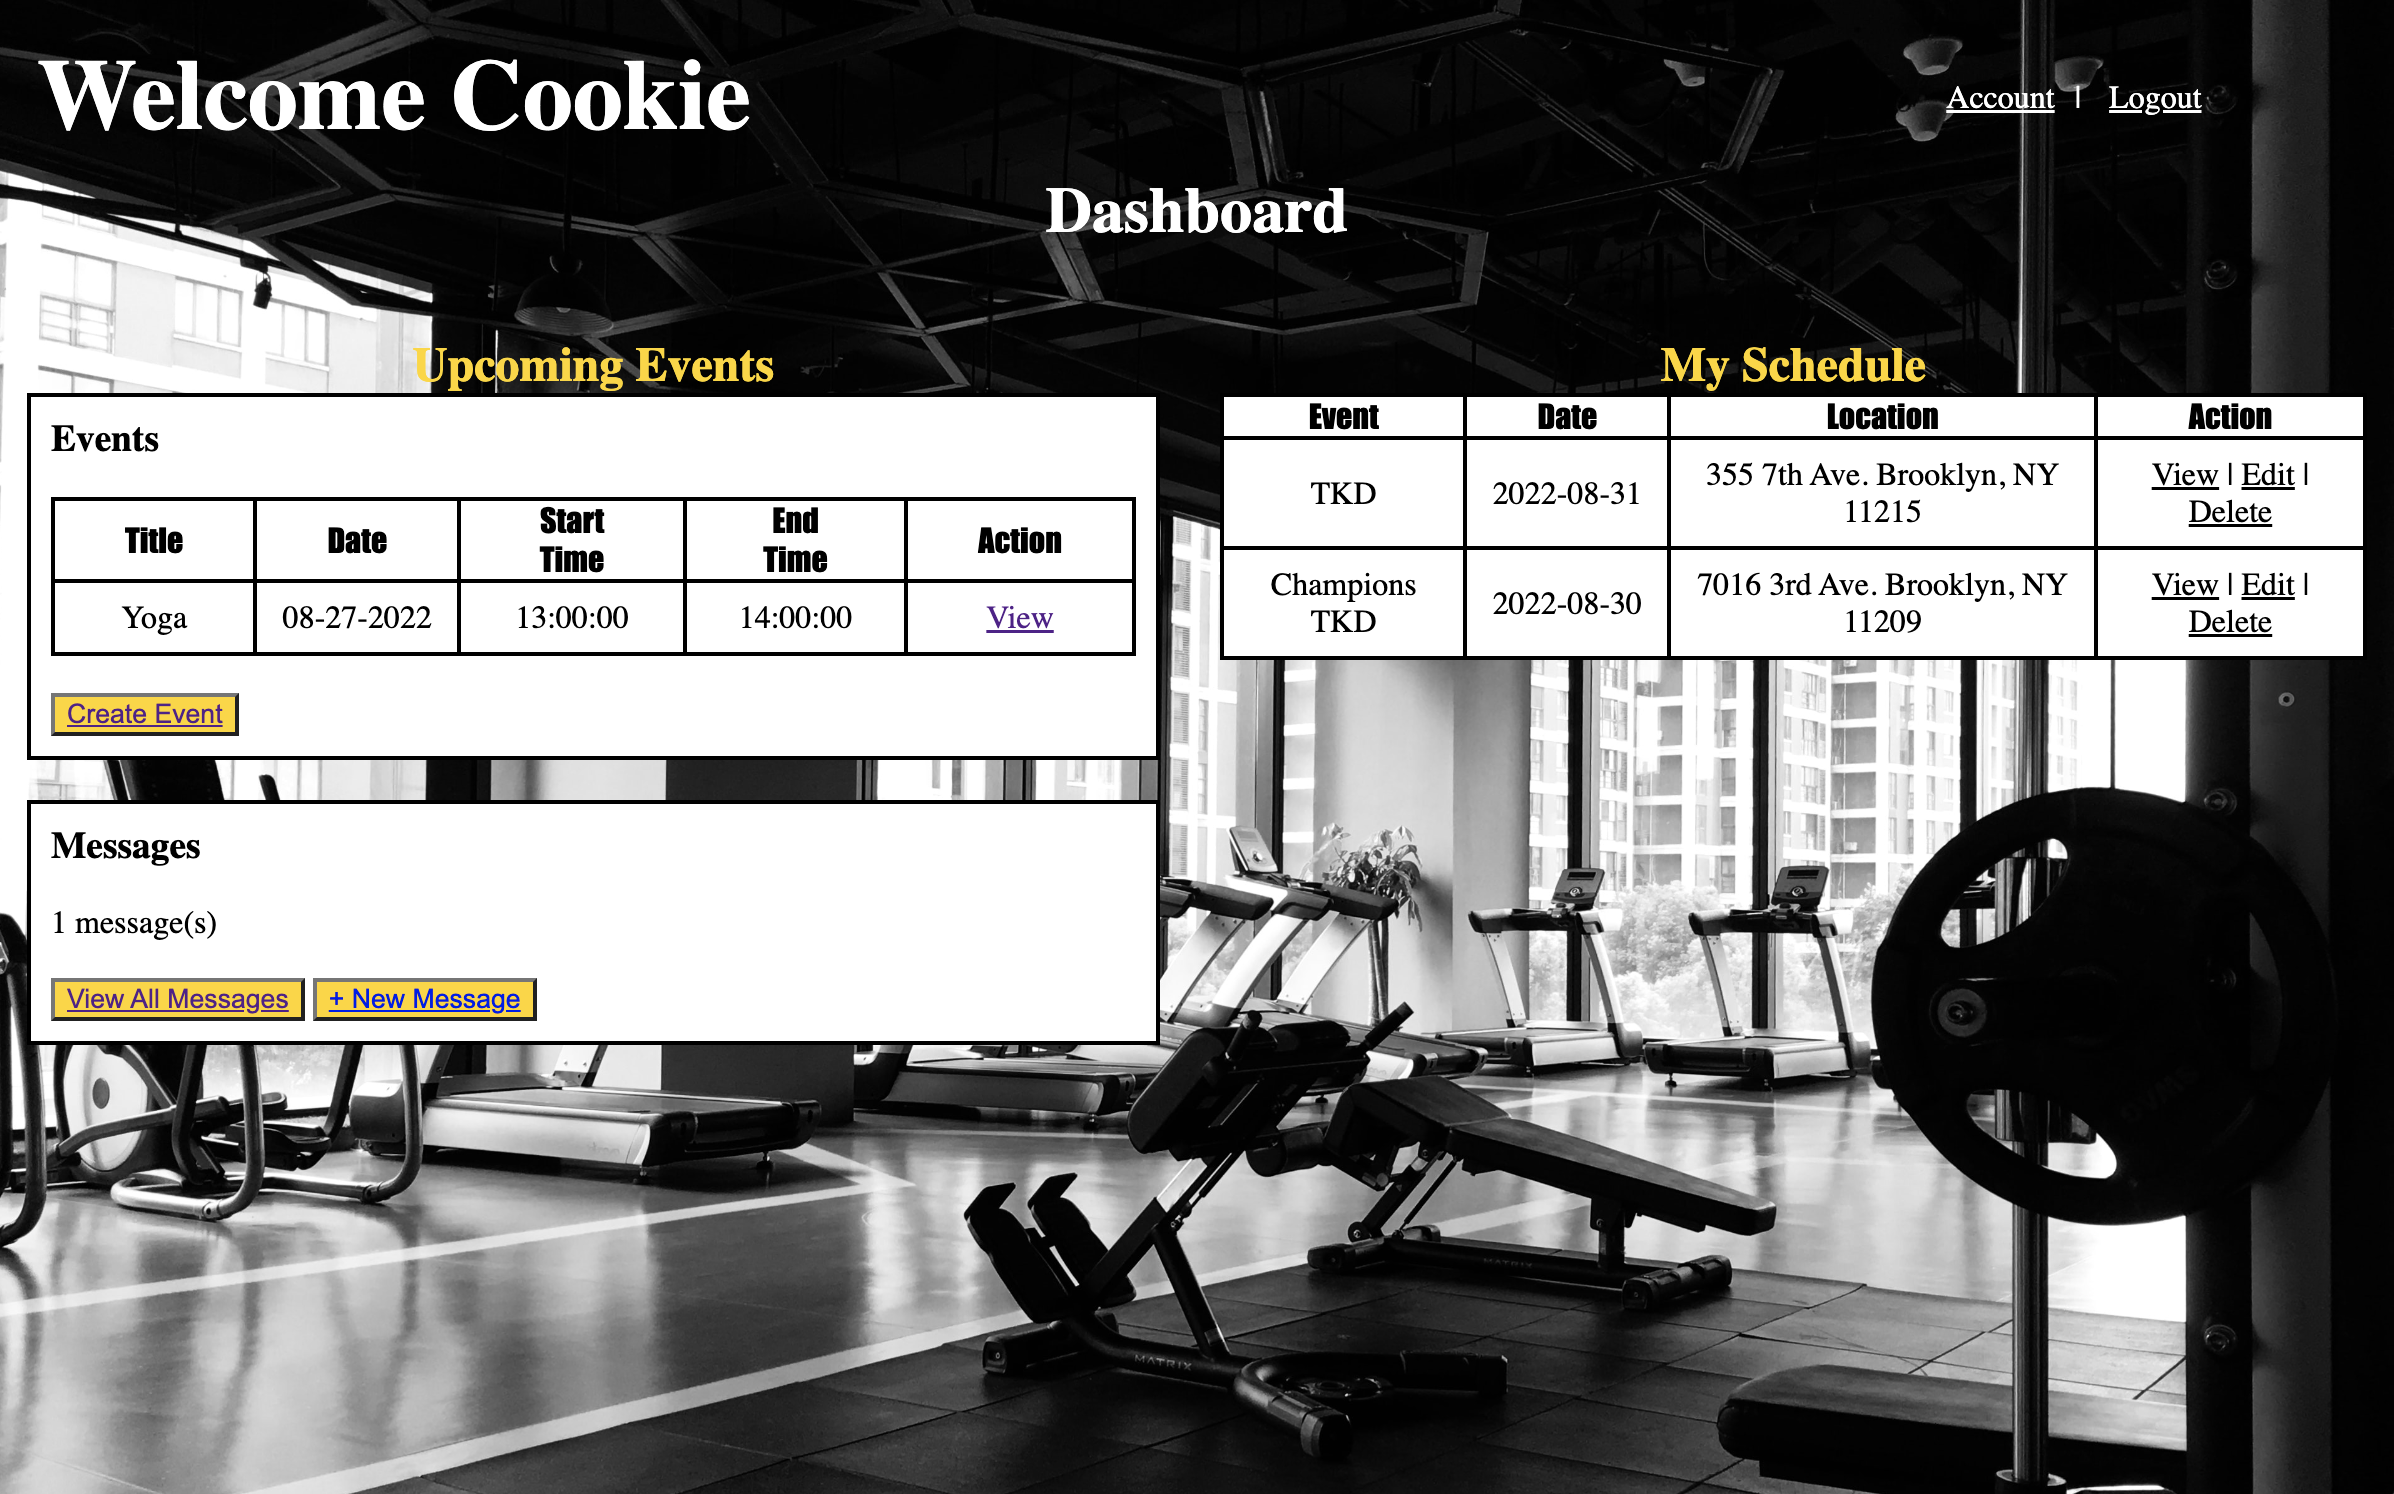 Welcome Cookie
Account | Logout
Dashboard
Upcoming Events
Events
Title Date Start Time End Time Action
Yoga 08-27-2022 13:00:00 14:00:00 View
Create Event
Messages
1 message(s)
View All Messages + New Message
My Schedule
Event Date Location Action
TKD 2022-08-31 355 7th Ave. Brooklyn, NY 11215 View | Edit | Delete
Champions TKD 2022-08-30 7016 3rd Ave. Brooklyn, NY 11209 View | Edit | Delete
MATRIX
MATRIX